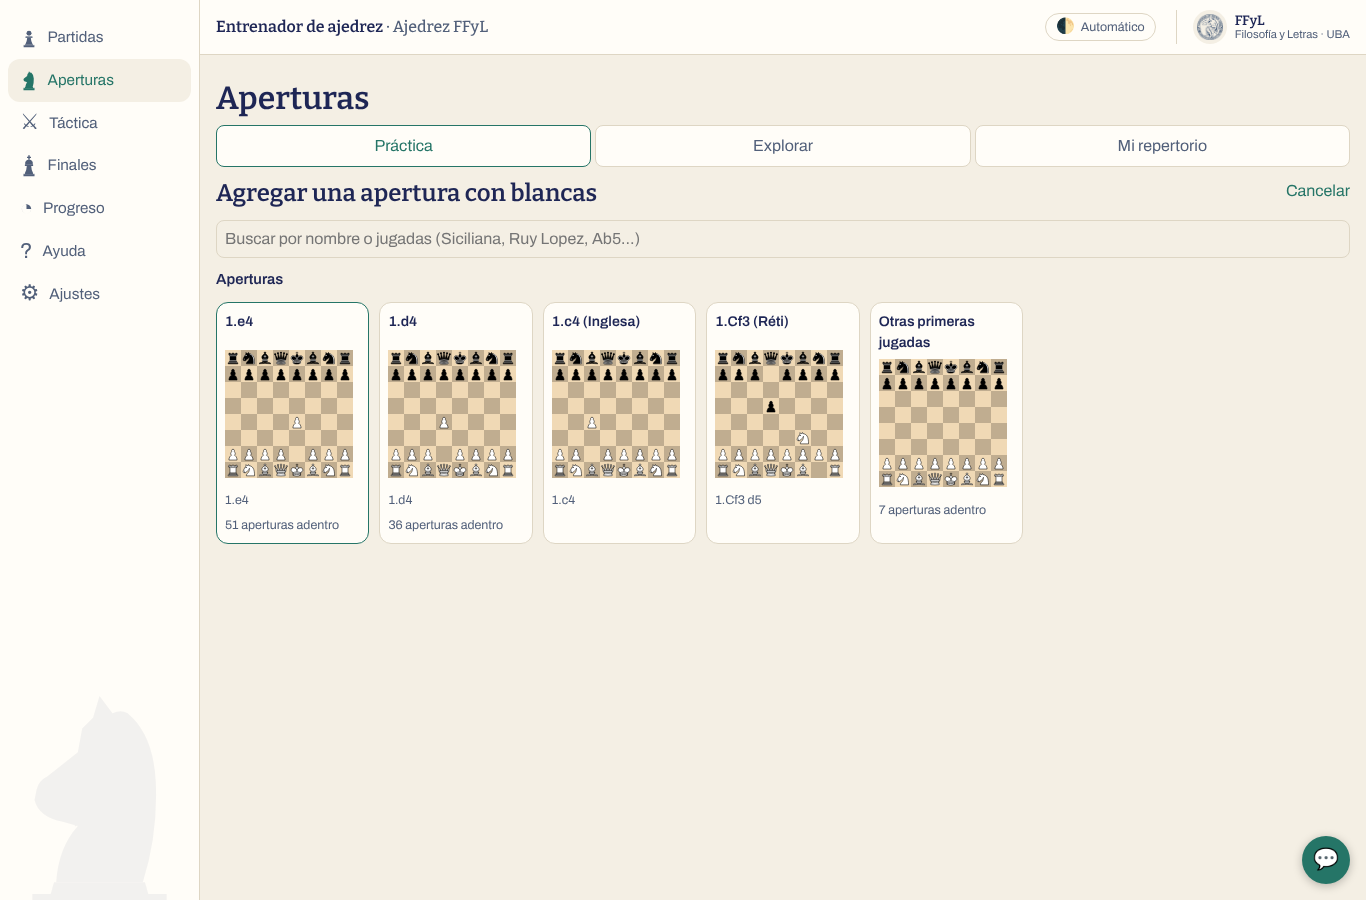 Partidas
Aperturas
Táctica
Finales
Progreso
? Ayuda
Ajustes
Entrenador de ajedrez · Ajedrez FFyL
Automático
FFyL
Filosofía y Letras · UBA
Aperturas
Práctica
Explorar
Mi repertorio
Agregar una apertura con blancas
Cancelar
Buscar por nombre o jugadas (Siciliana, Ruy Lopez, Ab5...)
Aperturas
1.e4
1.e4
51 aperturas adentro
1.d4
1.d4
36 aperturas adentro
1.c4 (Inglesa)
1.c4
1.Cf3 (Réti)
1.Cf3 d5
Otras primeras
jugadas
7 aperturas adentro